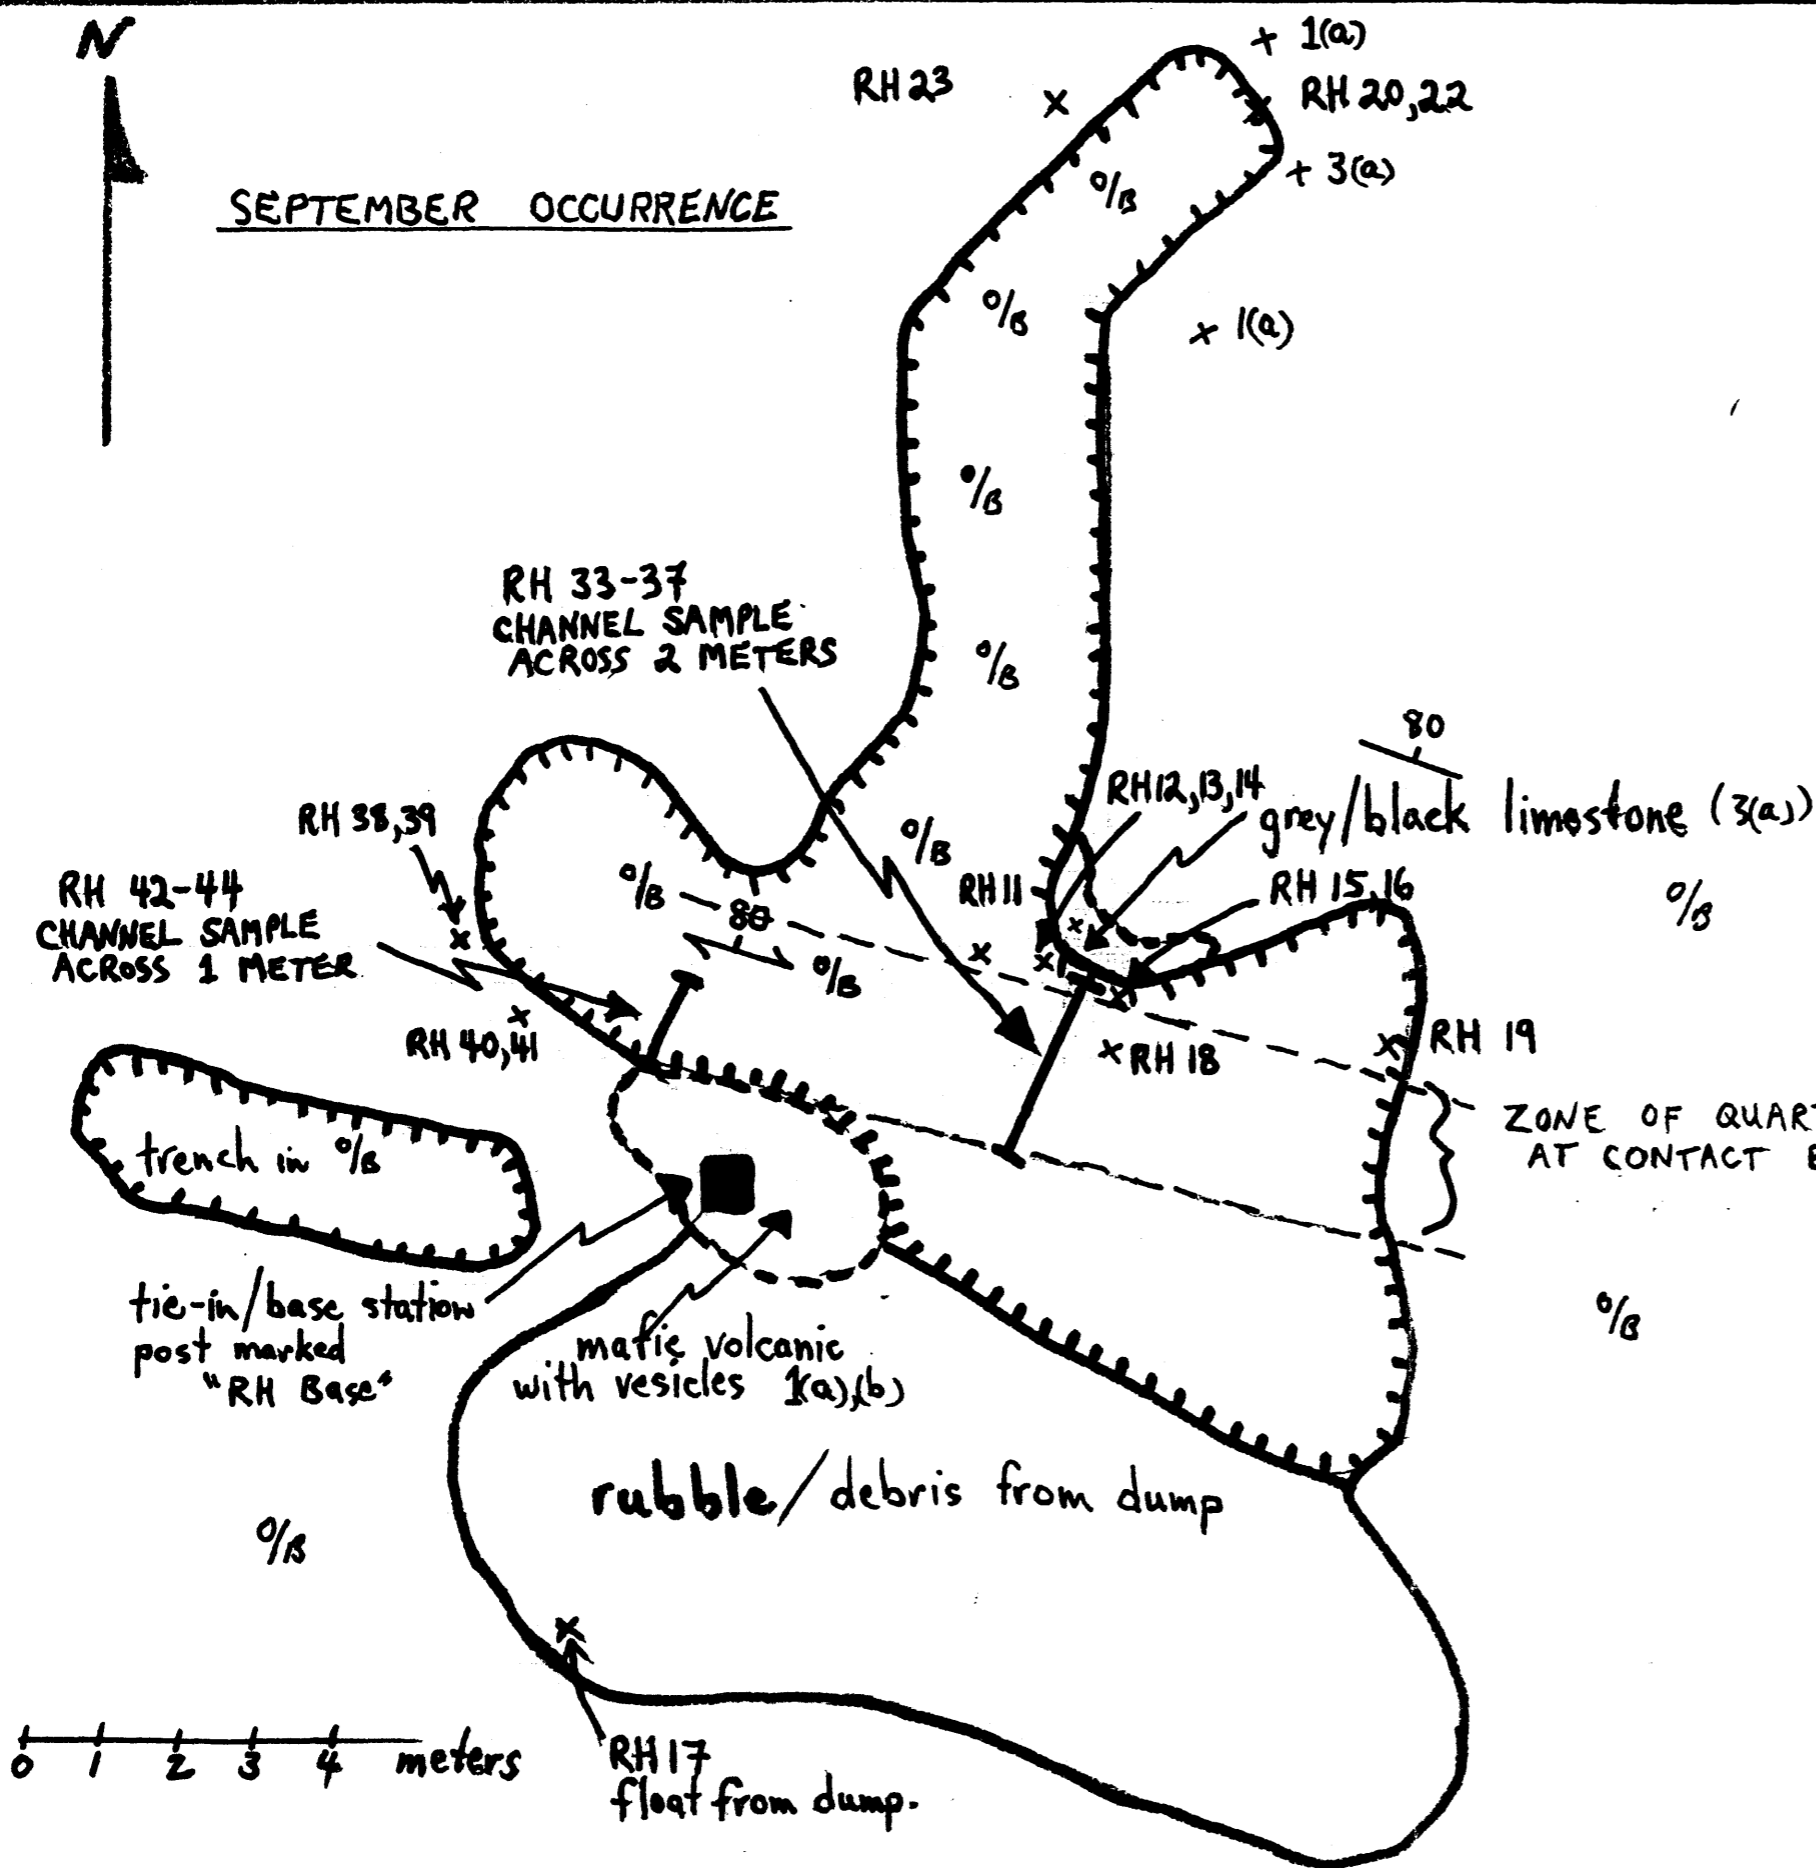 N
RH 23
+ 1(a)
RH 20,22
+ 3(a)
SEPTEMBER OCCURRENCE
O/B
O/B
+ 1(a)
O/B
RH 33-37
CHANNEL SAMPLE
ACROSS 2 METERS
O/B
80
RH 12,13,14
grey/black limestone (3(a))
RH 38,39
O/B
RH 42-44
CHANNEL SAMPLE
ACROSS 1 METER
O/B
80
O/B
RH 11
RH 15,16
O/B
RH 40,41
RH 18
RH 19
ZONE OF QUAR
AT CONTACT
trench in O/B
tie-in/base station
post marked
"RH Base"
mafic volcanic
with vesicles 1(a),(b)
O/B
rubble/debris from dump
O/B
0 1 2 3 4 meters
RH 17
float from dump.